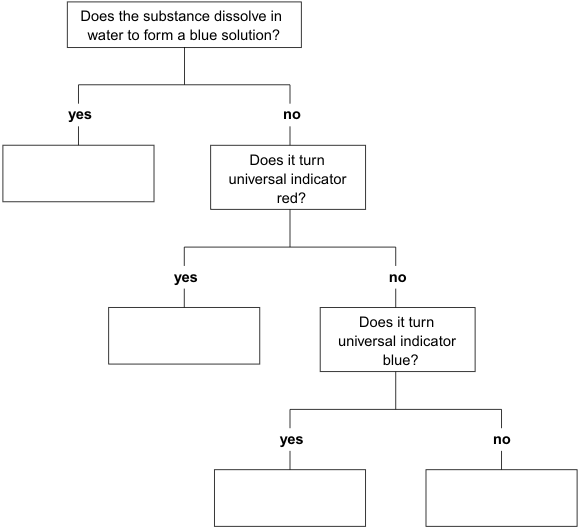 Does the substance dissolve in
water to form a blue solution?
yes
no
Does it turn
universal indicator
red?
yes
no
Does it turn
universal indicator
blue?
yes
no